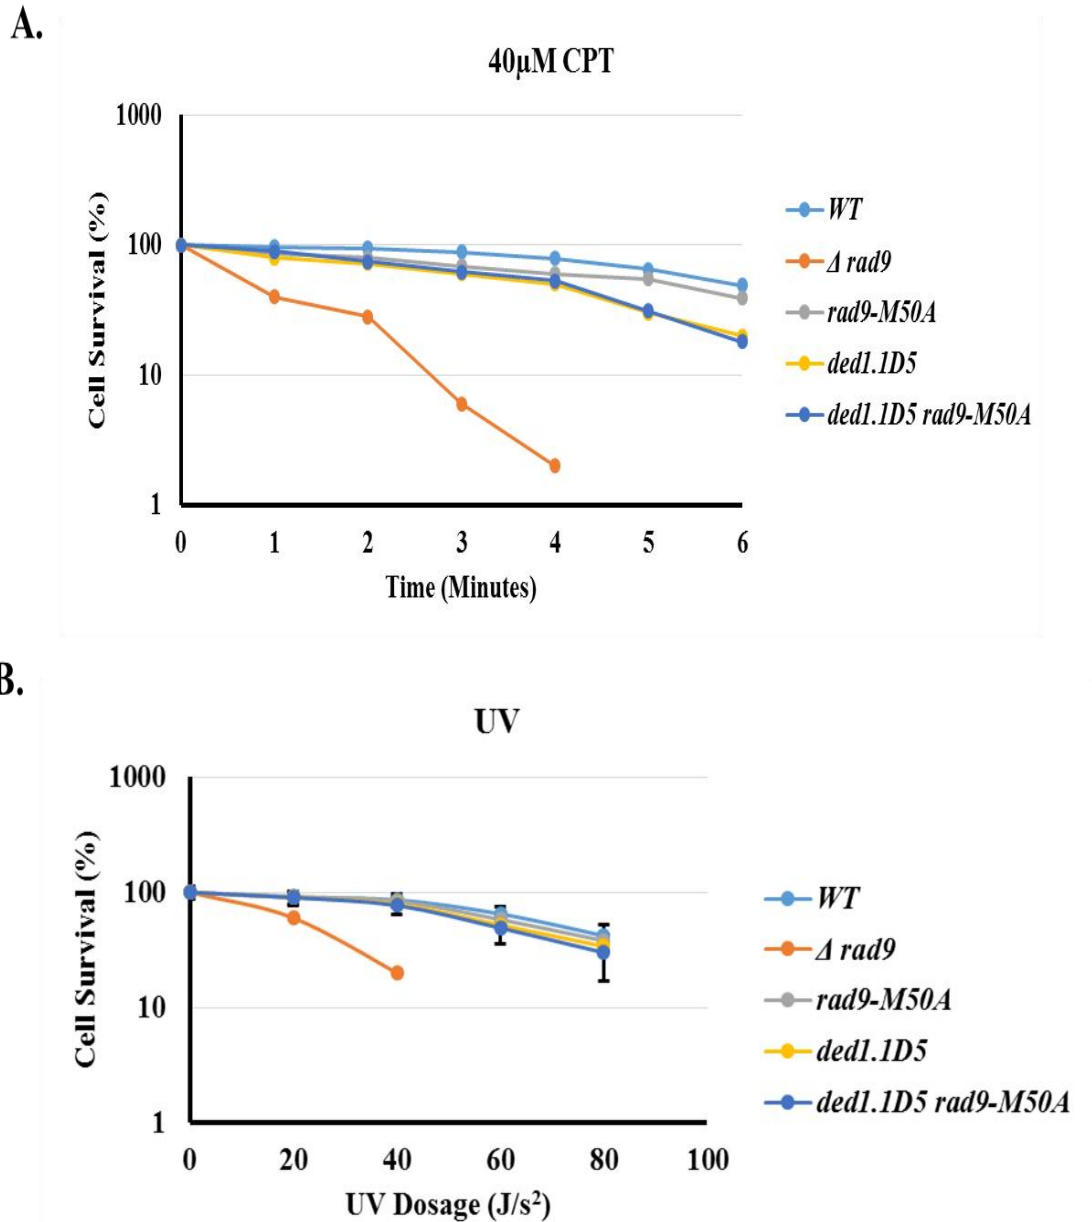 A.
40μM CPT
1000
100
10
1
Cell Survival (%)
0 1 2 3 4 5 6
Time (Minutes)
WT
Δ rad9
rad9-M50A
ded1.1D5
ded1.1D5 rad9-M50A
B.
UV
1000
100
10
1
Cell Survival (%)
0 20 40 60 80 100
UV Dosage (J/s²)
WT
Δ rad9
rad9-M50A
ded1.1D5
ded1.1D5 rad9-M50A